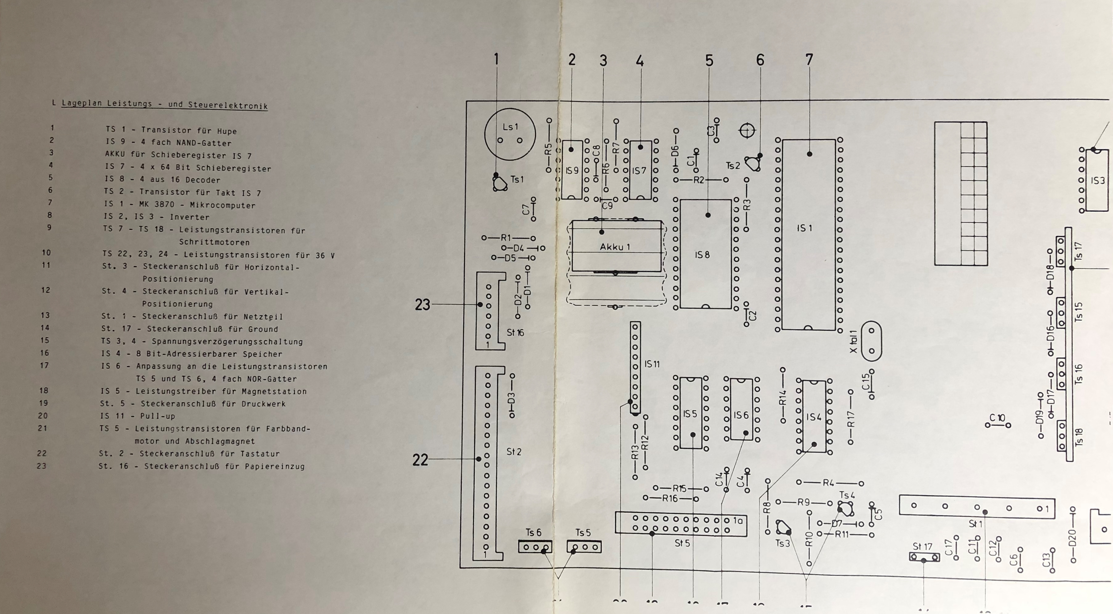 L Lageplan Leistungs - und Steuerelektronik
1 TS 1 - Transistor für Hupe
2 IS 9 - 4 fach NAND-Gatter
3 AKKU für Schieberegister IS 7
4 IS 7 - 4 x 64 Bit Schieberegister
5 IS 8 - 4 aus 16 Decoder
6 TS 2 - Transistor für Takt IS 7
7 IS 1 - MK 3870 - Mikrocomputer
8 IS 2, IS 3 - Inverter
9 TS 7 - TS 18 - Leistungstransistoren für
Schrittmotoren
10 TS 22, 23, 24 - Leistungstransistoren für 36 V
11 St. 3 - Steckeranschluß für Horizontal-
Positionierung
12 St. 4 - Steckeranschluß für Vertikal-
Positionierung
13 St. 1 - Steckeranschluß für Netzteil
14 St. 17 - Steckeranschluß für Ground
15 TS 3, 4 - Spannungsverzögerungsschaltung
16 IS 4 - 8 Bit-Adressierbarer Speicher
17 IS 6 - Anpassung an die Leistungstransistoren
TS 5 und TS 6, 4 fach NOR-Gatter
18 IS 5 - Leistungstreiber für Magnetstation
19 St. 5 - Steckeranschluß für Druckwerk
20 IS 11 - Pull-up
21 TS 5 - Leistungstransistoren für Farbband-
motor und Abschlagmagnet
22 St. 2 - Steckeranschluß für Tastatur
23 St. 16 - Steckeranschluß für Papiereinzug
1 2 3 4 5 6 7
Ls1 R5 C8 R6 R7 D6 C3 C1
IS9 IS7 Ts2 IS3
Ts1 R2
C7 C9 R3 IS1
R1 D4 D5 Akku 1 IS8
Ts17 D18
23 D2 D1 C2 Ts15
St16 1 D16
Xtal1
IS11 Ts16
C15 D17
D3 IS5 IS6 R14 IS4 R17 D19 C10 Ts18
22 St2 R13 R12
C14 C4 R4
R15 R16 R8 R9 Ts4 C5
1a D7 R11 1
Ts6 Ts5 St5 Ts3 R10 St1
1 St17 C17 C11 C12 C6 C13 D20